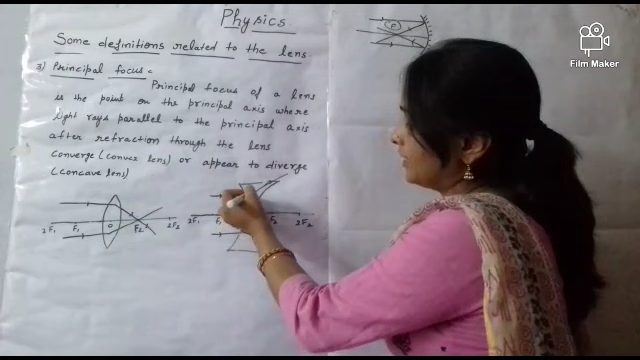 Physics.
Some definitions related to the lens.
3) Principal focus =
Principal focus of a lens
is the point on the principal axis where
light rays parallel to the principal axis
after refraction through the lens
converge (convex lens) or appear to diverge
(concave lens)
2F₁ F₁ O F₂ 2F₂
2F₁ F₁ F₂ 2F₂
Film Maker